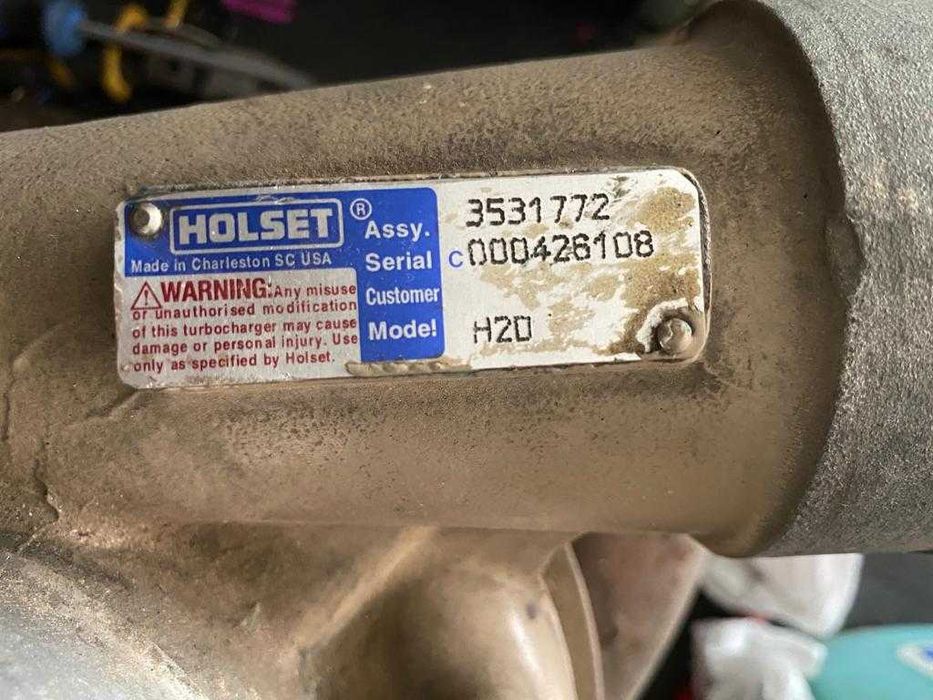 HOLSET ®
Made in Charleston SC USA
WARNING: Any misuse
or unauthorised modification
of this turbocharger may cause
damage or personal injury. Use
only as specified by Holset.
Assy. 3531772
Serial C000426108
Customer
Model H2D